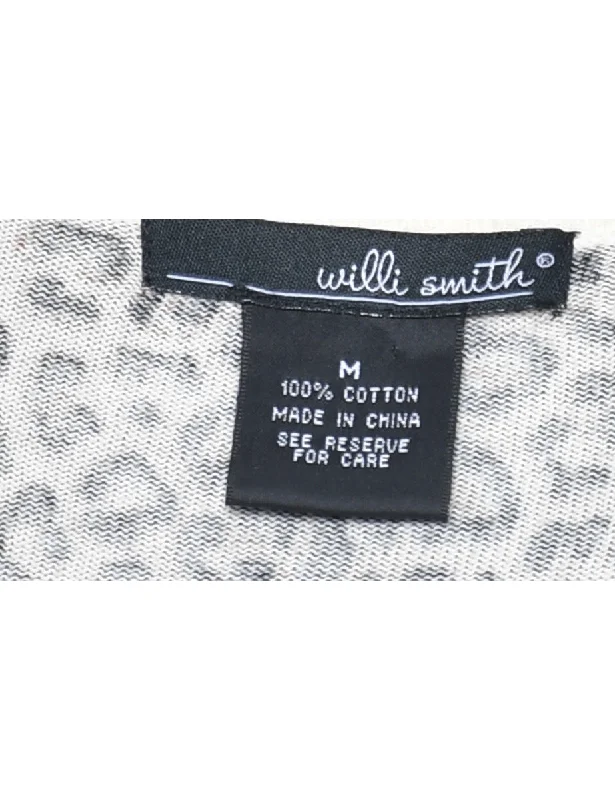 willi smith®
M
100% COTTON
MADE IN CHINA
SEE RESERVE
FOR CARE